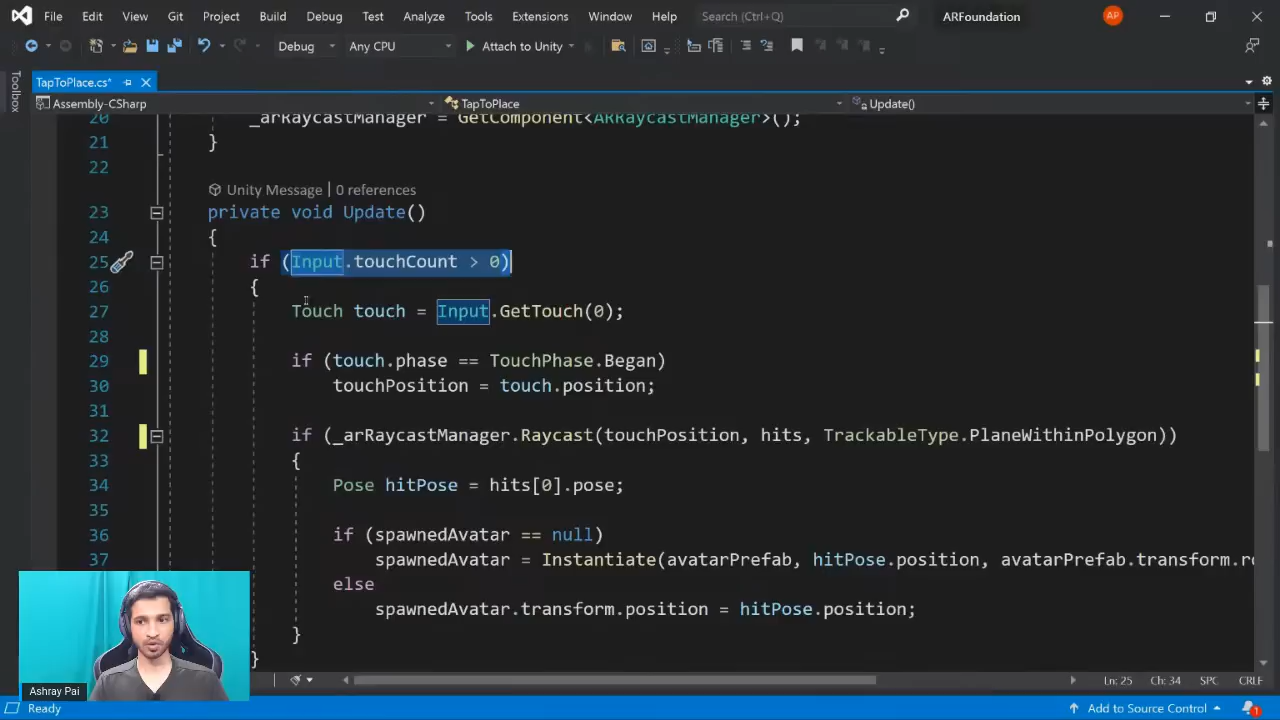 File Edit View Git Project Build Debug Test Analyze Tools Extensions Window Help Search (Ctrl+Q) ARFoundation AP
Debug Any CPU Attach to Unity
Toolbox
TapToPlace.cs*
Assembly-CSharp TapToPlace Update()
20 _arRaycastManager = GetComponent<ARRaycastManager>();
21 }
22
Unity Message | 0 references
23 private void Update()
24 {
25 if (Input.touchCount > 0)
26 {
27 Touch touch = Input.GetTouch(0);
28
29 if (touch.phase == TouchPhase.Began)
30 touchPosition = touch.position;
31
32 if (_arRaycastManager.Raycast(touchPosition, hits, TrackableType.PlaneWithinPolygon))
33 {
34 Pose hitPose = hits[0].pose;
35
36 if (spawnedAvatar == null)
37 spawnedAvatar = Instantiate(avatarPrefab, hitPose.position, avatarPrefab.transform.ro
else
spawnedAvatar.transform.position = hitPose.position;
}
}
Ashray Pai
Ln: 25 Ch: 34 SPC CRLF
Ready Add to Source Control 1